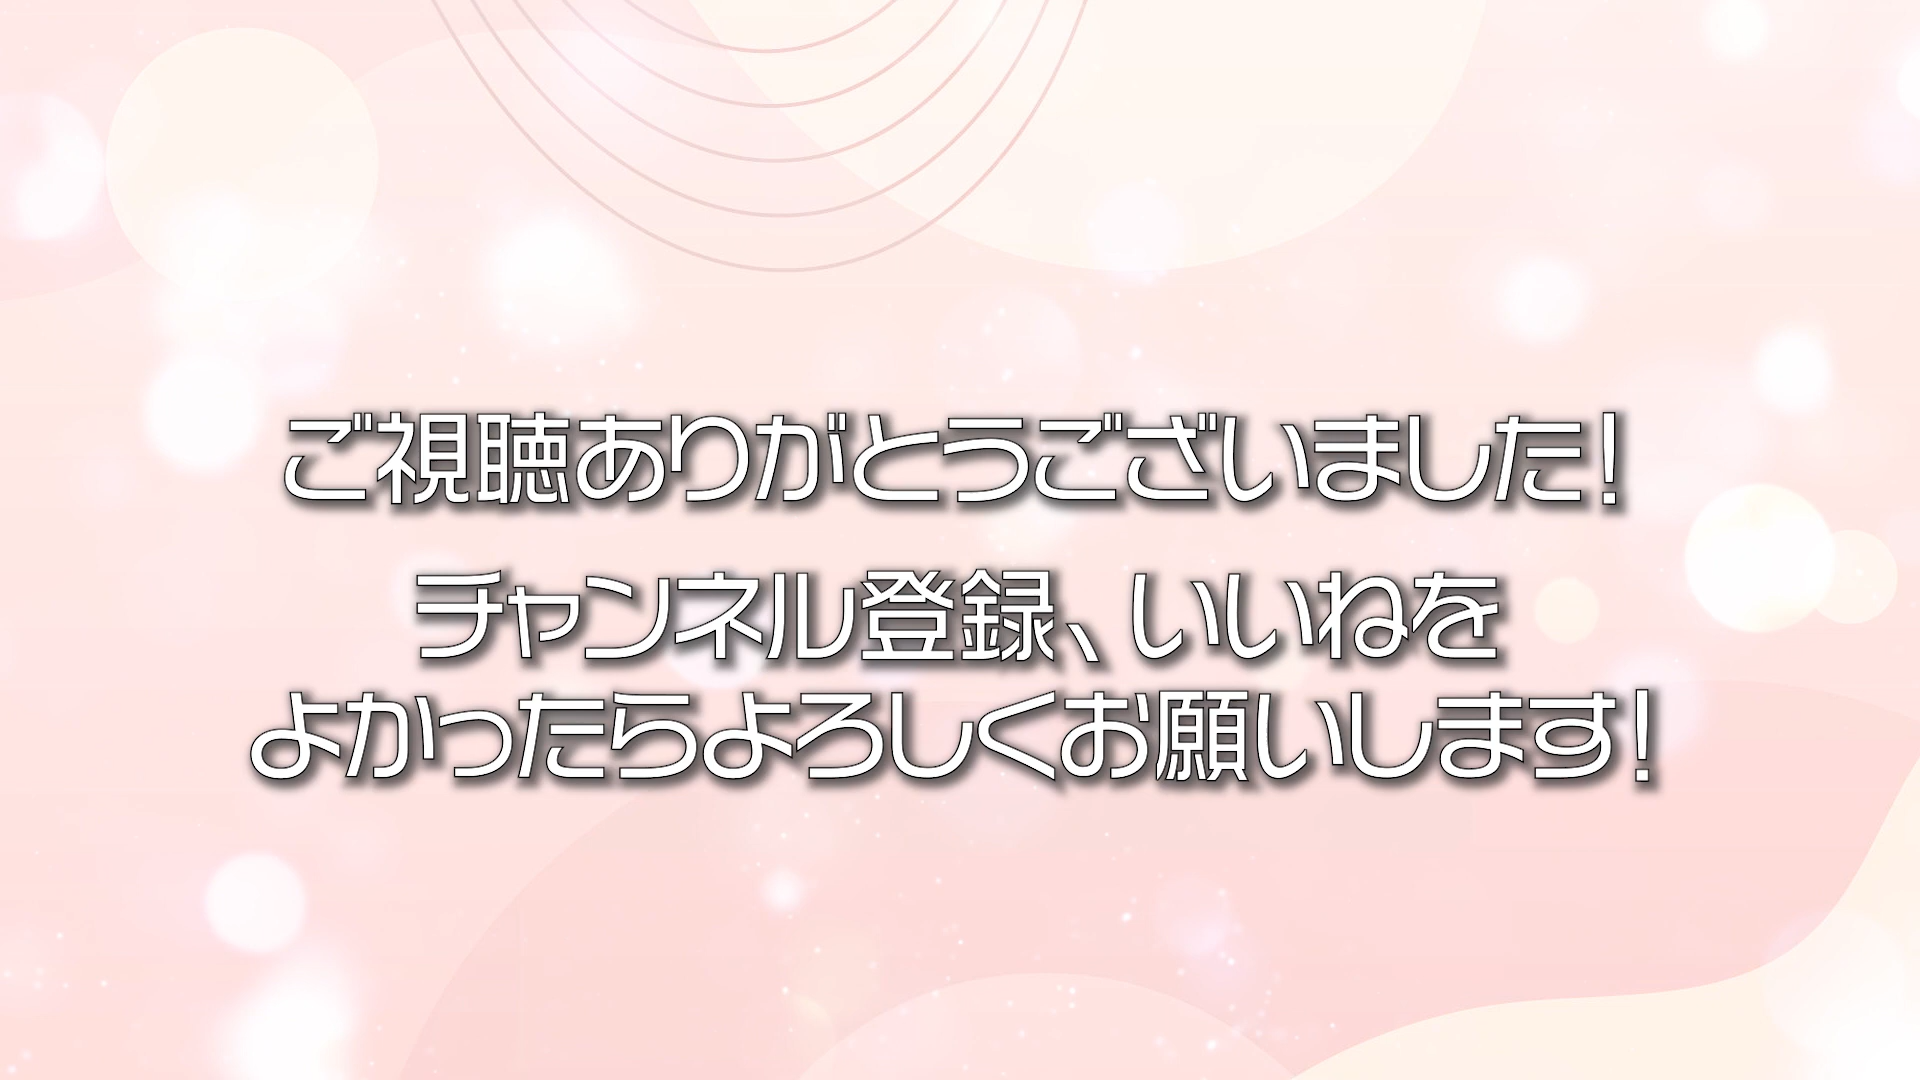 ご視聴ありがとうございました！
チャンネル登録、いいねを
よかったらよろしくお願いします！